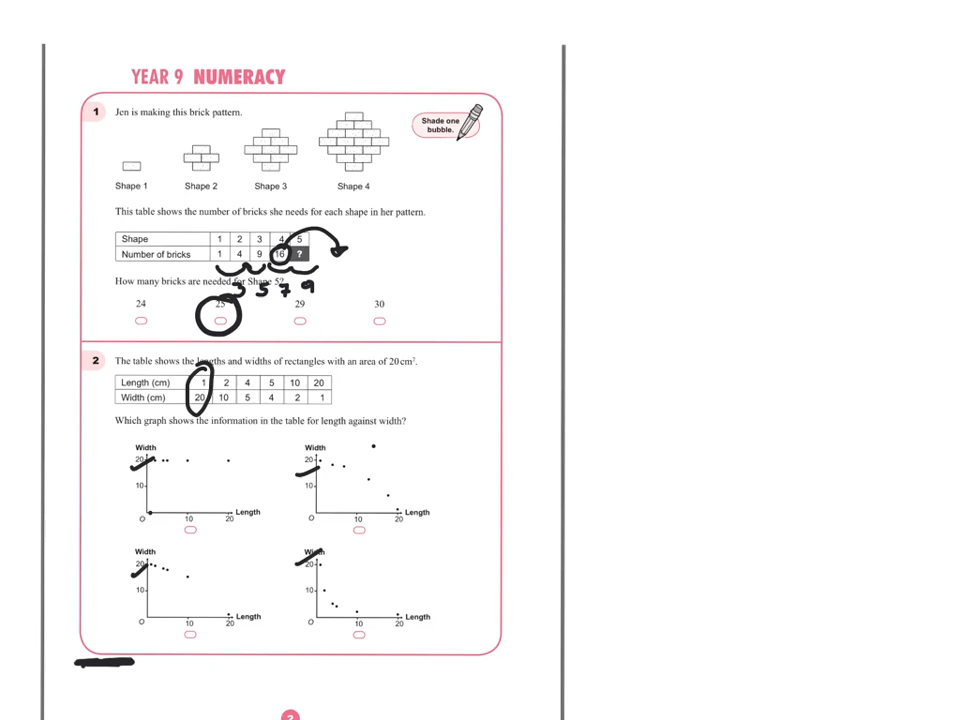 YEAR 9 NUMERACY
1 Jen is making this brick pattern.
Shade one
bubble.
Shape 1 Shape 2 Shape 3 Shape 4
This table shows the number of bricks she needs for each shape in her pattern.
Shape 1 2 3 4 5
Number of bricks 1 4 9 16 ?
How many bricks are needed for Shape 5?
3 5 7 9
24 25 29 30
2 The table shows the lengths and widths of rectangles with an area of 20 cm².
Length (cm) 1 2 4 5 10 20
Width (cm) 20 10 5 4 2 1
Which graph shows the information in the table for length against width?
Width Width
20 20
10 10
Length Length
O 10 20 O 10 20
Width Width
20 20
10 10
Length Length
O 10 20 O 10 20
2